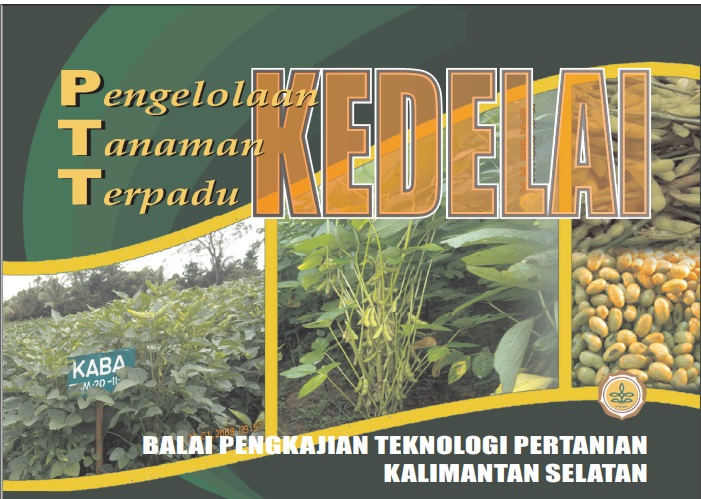 Pengelolaan
Tanaman
Terpadu
KEDELAI
KABA
BALAI PENGKAJIAN TEKNOLOGI PERTANIAN
KALIMANTAN SELATAN